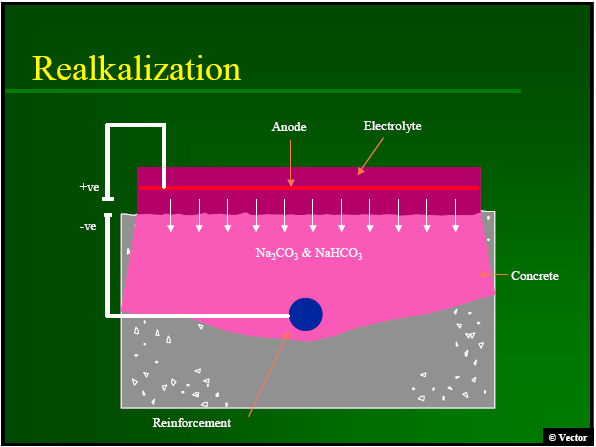 Realkalization
Anode
Electrolyte
+ve
-ve
Na₂CO₃ & NaHCO₃
Concrete
Reinforcement
© Vector